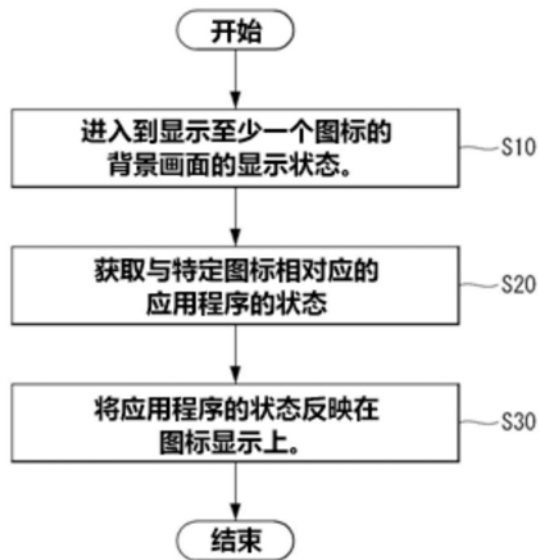 开始
进入到显示至少一个图标的
背景画面的显示状态。
S10
获取与特定图标相对应的
应用程序的状态
S20
将应用程序的状态反映在
图标显示上。
S30
结束